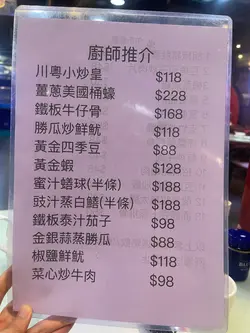 廚師推介
川粵小炒皇 $118
薑蔥美國桶蠔 $228
鐵板牛仔骨 $168
勝瓜炒鮮魷 $118
黃金四季豆 $88
黃金蝦 $128
蜜汁鱔球(半條) $188
豉汁蒸白鱔(半條) $188
鐵板泰汁茄子 $98
金銀蒜蒸勝瓜 $88
椒鹽鮮魷 $118
菜心炒牛肉 $98